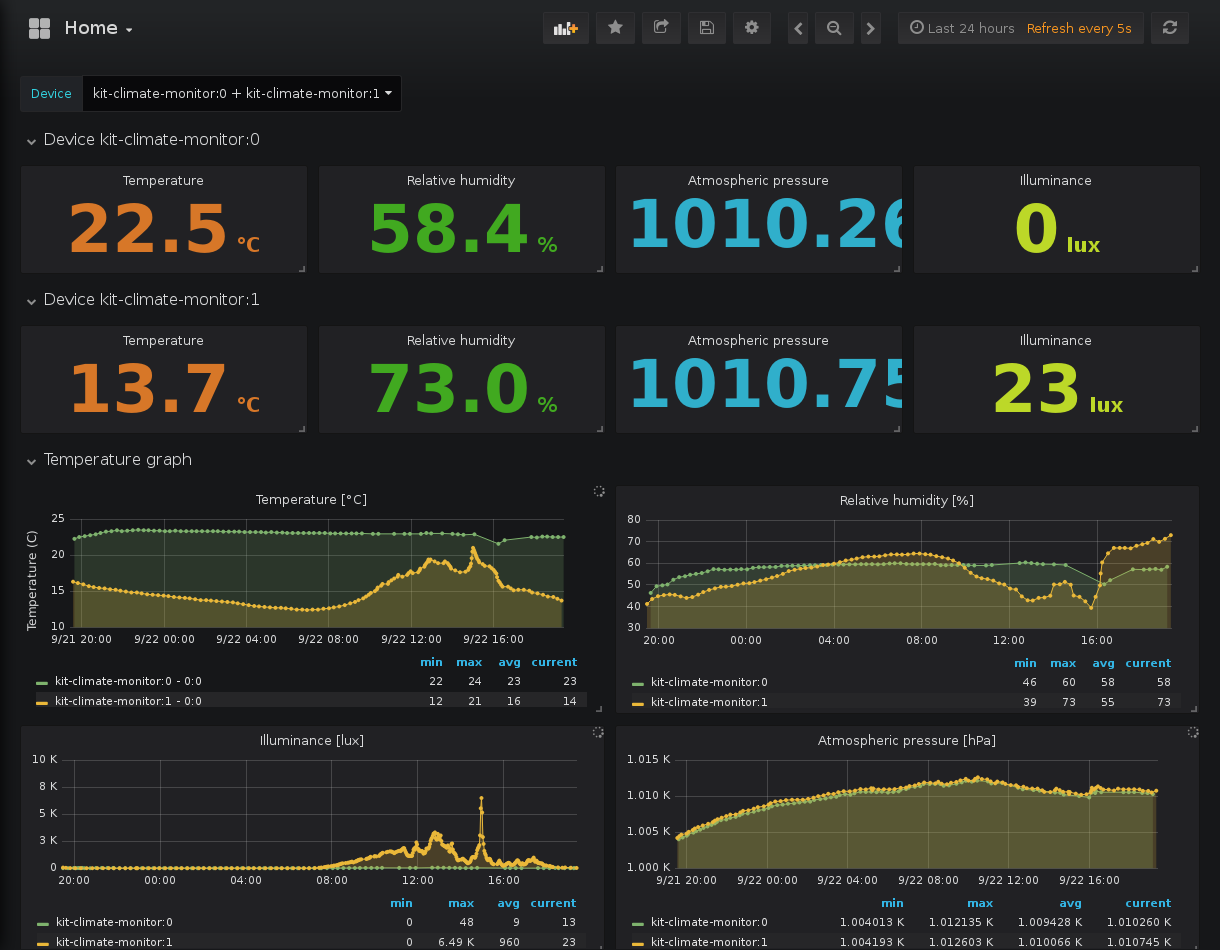 Home
Last 24 hours Refresh every 5s
Device kit-climate-monitor:0 + kit-climate-monitor:1
Device kit-climate-monitor:0
Temperature Relative humidity Atmospheric pressure Illuminance
22.5 °C 58.4 % 1010.26 0 lux
Device kit-climate-monitor:1
Temperature Relative humidity Atmospheric pressure Illuminance
13.7 °C 73.0 % 1010.75 23 lux
Temperature graph
Temperature [°C]
Temperature (C)
25
20
15
10
9/21 20:00 9/22 00:00 9/22 04:00 9/22 08:00 9/22 12:00 9/22 16:00
min max avg current
kit-climate-monitor:0 - 0:0 22 24 23 23
kit-climate-monitor:1 - 0:0 12 21 16 14
Relative humidity [%]
80
70
60
50
40
30
20:00 00:00 04:00 08:00 12:00 16:00
min max avg current
kit-climate-monitor:0 46 60 58 58
kit-climate-monitor:1 39 73 55 73
Illuminance [lux]
10 K
8 K
5 K
3 K
0
20:00 00:00 04:00 08:00 12:00 16:00
min max avg current
kit-climate-monitor:0 0 48 9 13
kit-climate-monitor:1 0 6.49 K 960 23
Atmospheric pressure [hPa]
1.015 K
1.010 K
1.005 K
1.000 K
9/21 20:00 9/22 00:00 9/22 04:00 9/22 08:00 9/22 12:00 9/22 16:00
min max avg current
kit-climate-monitor:0 1.004013 K 1.012135 K 1.009428 K 1.010260 K
kit-climate-monitor:1 1.004193 K 1.012603 K 1.010066 K 1.010745 K